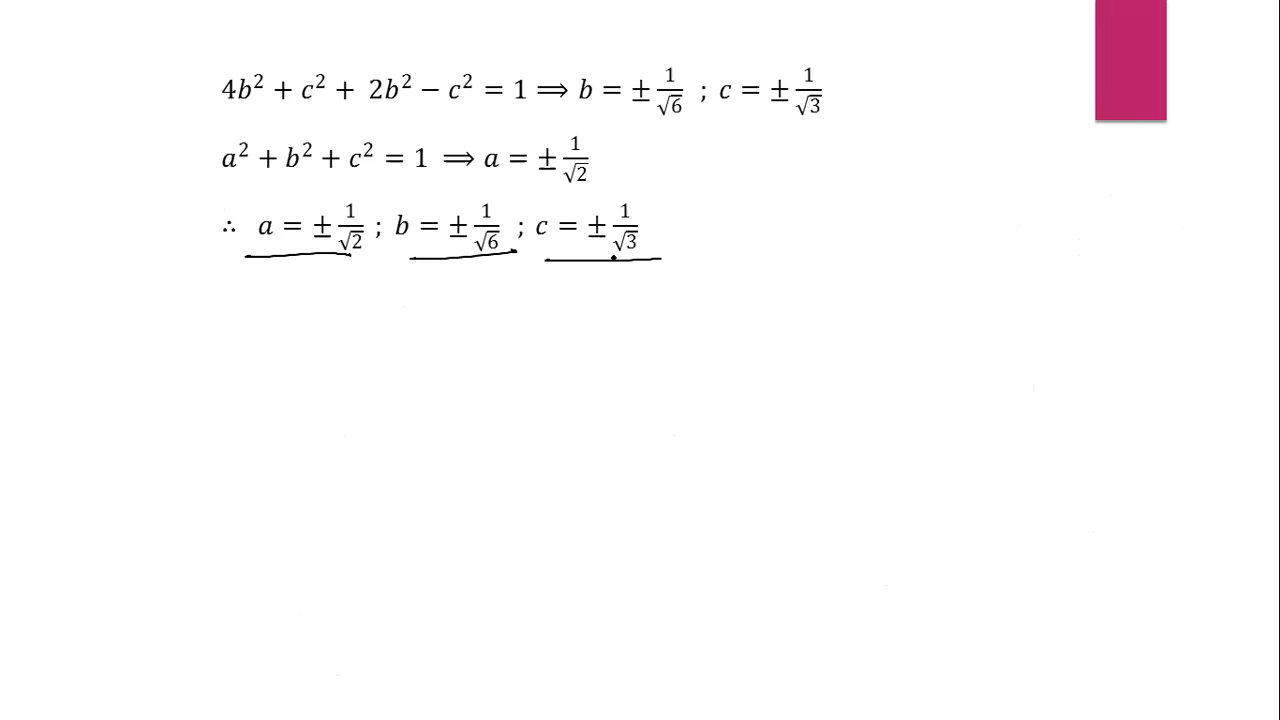 4b² + c² + 2b² − c² = 1 ⟹ b = ± 1/√6 ; c = ± 1/√3
a² + b² + c² = 1 ⟹ a = ± 1/√2
∴ a = ± 1/√2 ; b = ± 1/√6 ; c = ± 1/√3